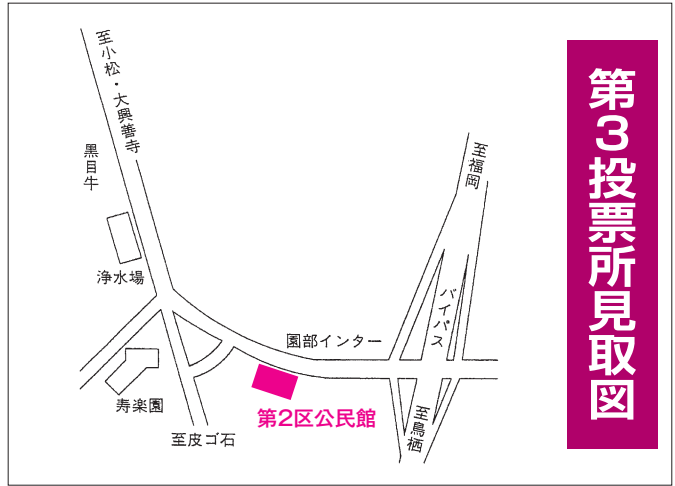 第3投票所見取図
至小松・大興善寺
黒目牛
浄水場
寿楽園
至皮ゴ石
第2区公民館
園部インター
至福岡
バイパス
至鳥栖